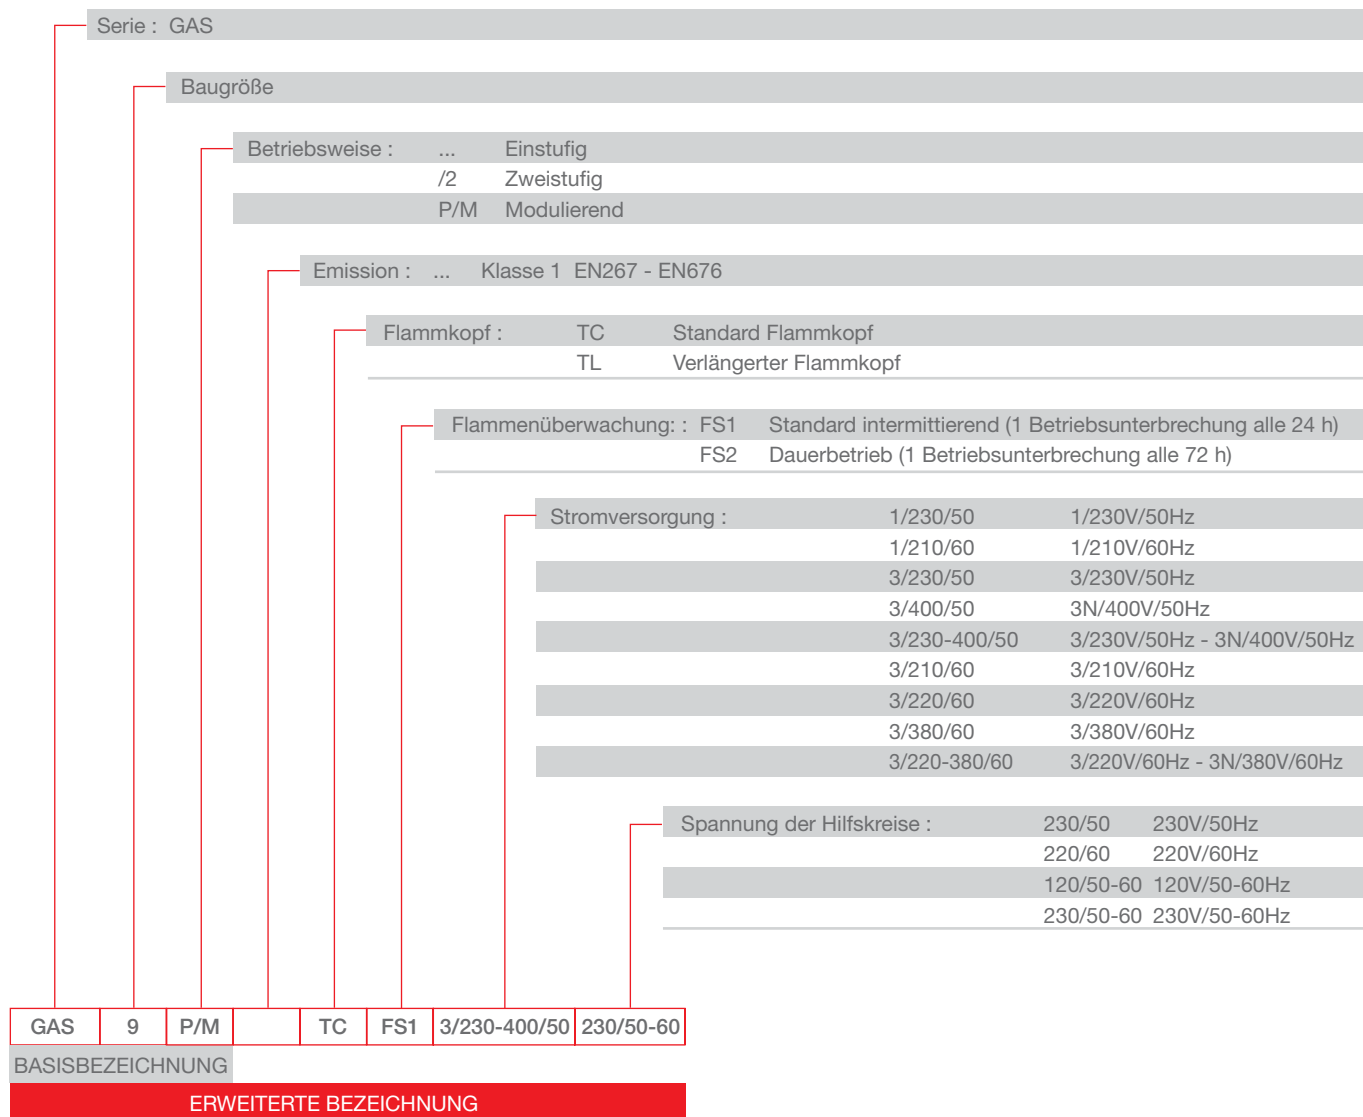 Serie : GAS
Baugröße
Betriebsweise : ... Einstufig
/2 Zweistufig
P/M Modulierend
Emission : ... Klasse 1 EN267 - EN676
Flammkopf : TC Standard Flammkopf
TL Verlängerter Flammkopf
Flammenüberwachung: : FS1 Standard intermittierend (1 Betriebsunterbrechung alle 24 h)
FS2 Dauerbetrieb (1 Betriebsunterbrechung alle 72 h)
Stromversorgung : 1/230/50 1/230V/50Hz
1/210/60 1/210V/60Hz
3/230/50 3/230V/50Hz
3/400/50 3N/400V/50Hz
3/230-400/50 3/230V/50Hz - 3N/400V/50Hz
3/210/60 3/210V/60Hz
3/220/60 3/220V/60Hz
3/380/60 3/380V/60Hz
3/220-380/60 3/220V/60Hz - 3N/380V/60Hz
Spannung der Hilfskreise : 230/50 230V/50Hz
220/60 220V/60Hz
120/50-60 120V/50-60Hz
230/50-60 230V/50-60Hz
GAS 9 P/M TC FS1 3/230-400/50 230/50-60
BASISBEZEICHNUNG
ERWEITERTE BEZEICHNUNG